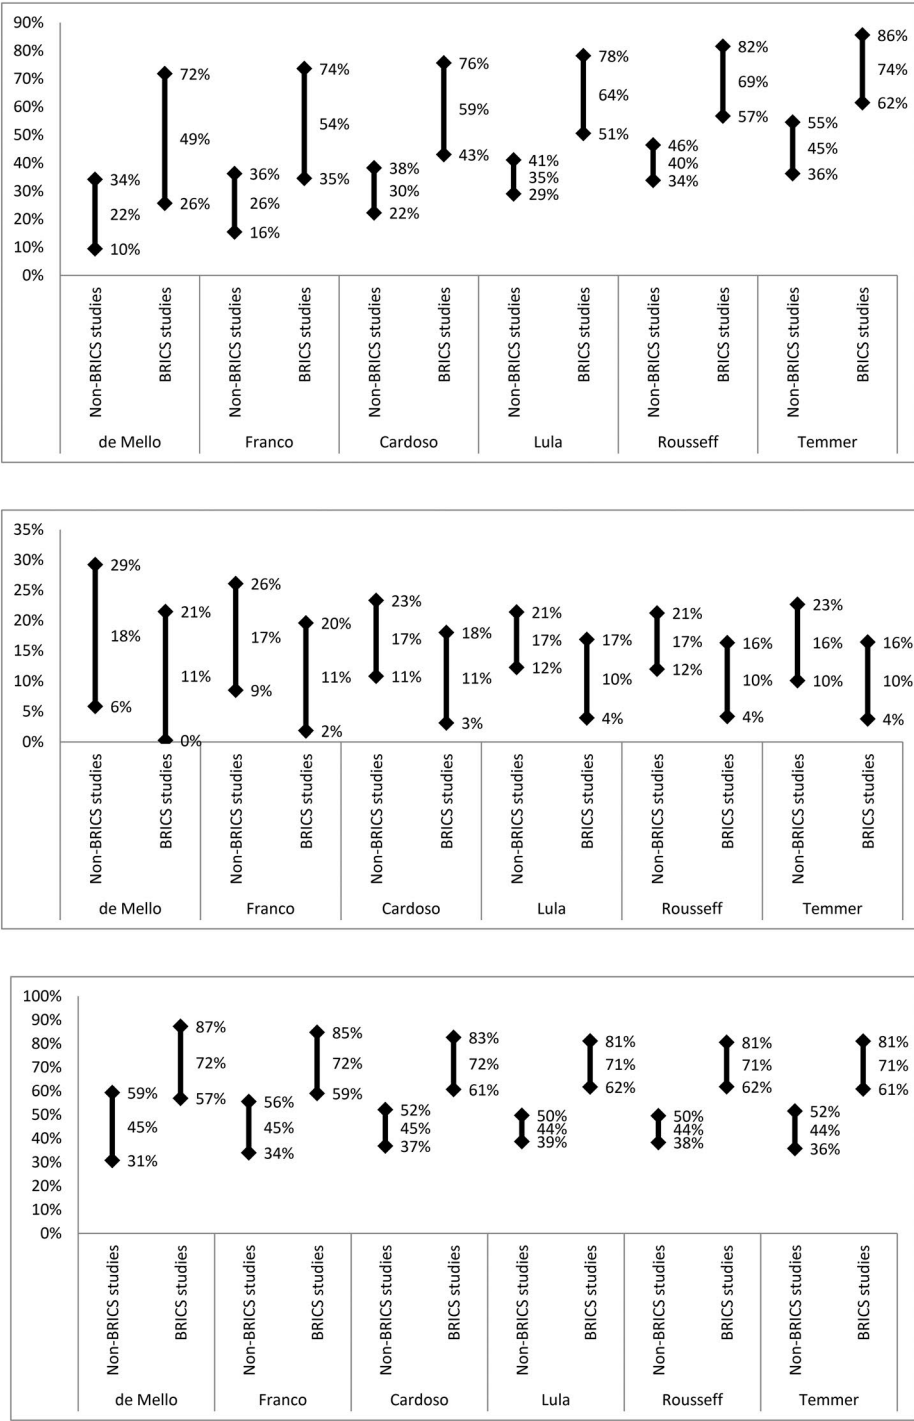 90%
80%
70%
60%
50%
40%
30%
20%
10%
0%
34%
22%
10%
72%
49%
26%
36%
26%
16%
74%
54%
35%
38%
30%
22%
76%
59%
43%
41%
35%
29%
78%
64%
51%
46%
40%
34%
82%
69%
57%
55%
45%
36%
86%
74%
62%
Non-BRICS studies
BRICS studies
Non-BRICS studies
BRICS studies
Non-BRICS studies
BRICS studies
Non-BRICS studies
BRICS studies
Non-BRICS studies
BRICS studies
Non-BRICS studies
BRICS studies
de Mello
Franco
Cardoso
Lula
Rousseff
Temmer
35%
30%
25%
20%
15%
10%
5%
0%
29%
18%
6%
21%
11%
0%
26%
17%
9%
20%
11%
2%
23%
17%
11%
18%
11%
3%
21%
17%
12%
17%
10%
4%
21%
17%
12%
16%
10%
4%
23%
16%
10%
16%
10%
4%
Non-BRICS studies
BRICS studies
Non-BRICS studies
BRICS studies
Non-BRICS studies
BRICS studies
Non-BRICS studies
BRICS studies
Non-BRICS studies
BRICS studies
Non-BRICS studies
BRICS studies
de Mello
Franco
Cardoso
Lula
Rousseff
Temmer
100%
90%
80%
70%
60%
50%
40%
30%
20%
10%
0%
59%
45%
31%
87%
72%
57%
56%
45%
34%
85%
72%
59%
52%
45%
37%
83%
72%
61%
50%
44%
39%
81%
71%
62%
50%
44%
38%
81%
71%
62%
52%
44%
36%
81%
71%
61%
Non-BRICS studies
BRICS studies
Non-BRICS studies
BRICS studies
Non-BRICS studies
BRICS studies
Non-BRICS studies
BRICS studies
Non-BRICS studies
BRICS studies
Non-BRICS studies
BRICS studies
de Mello
Franco
Cardoso
Lula
Rousseff
Temmer